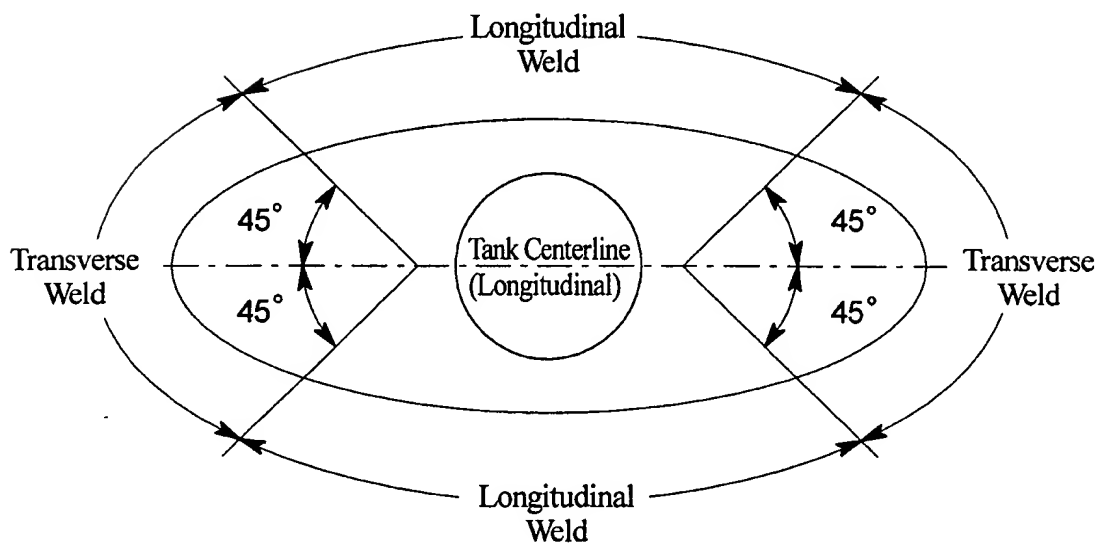 Longitudinal
Weld
45°
45°
Transverse
Weld
Tank Centerline
(Longitudinal)
Transverse
Weld
45°
45°
Longitudinal
Weld